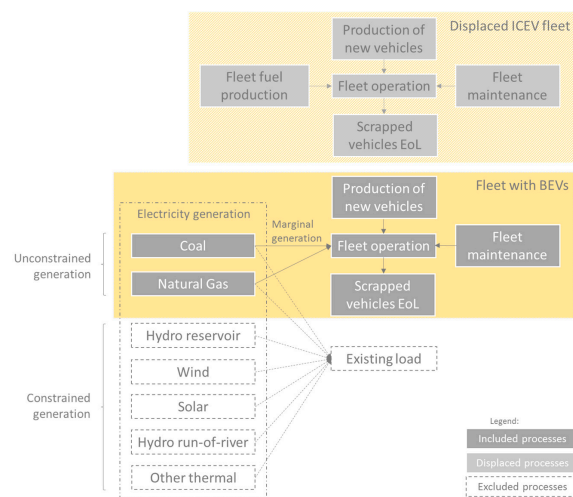 Displaced ICEV fleet
Production of
new vehicles
Fleet fuel
production
Fleet operation
Fleet
maintenance
Scrapped
vehicles EoL
Fleet with BEVs
Production of
new vehicles
Electricity generation
Marginal
generation
Unconstrained
generation
Coal
Fleet operation
Fleet
maintenance
Natural Gas
Scrapped
vehicles EoL
Hydro reservoir
Existing load
Wind
Constrained
generation
Solar
Hydro run-of-river
Other thermal
Legend:
Included processes
Displaced processes
Excluded processes